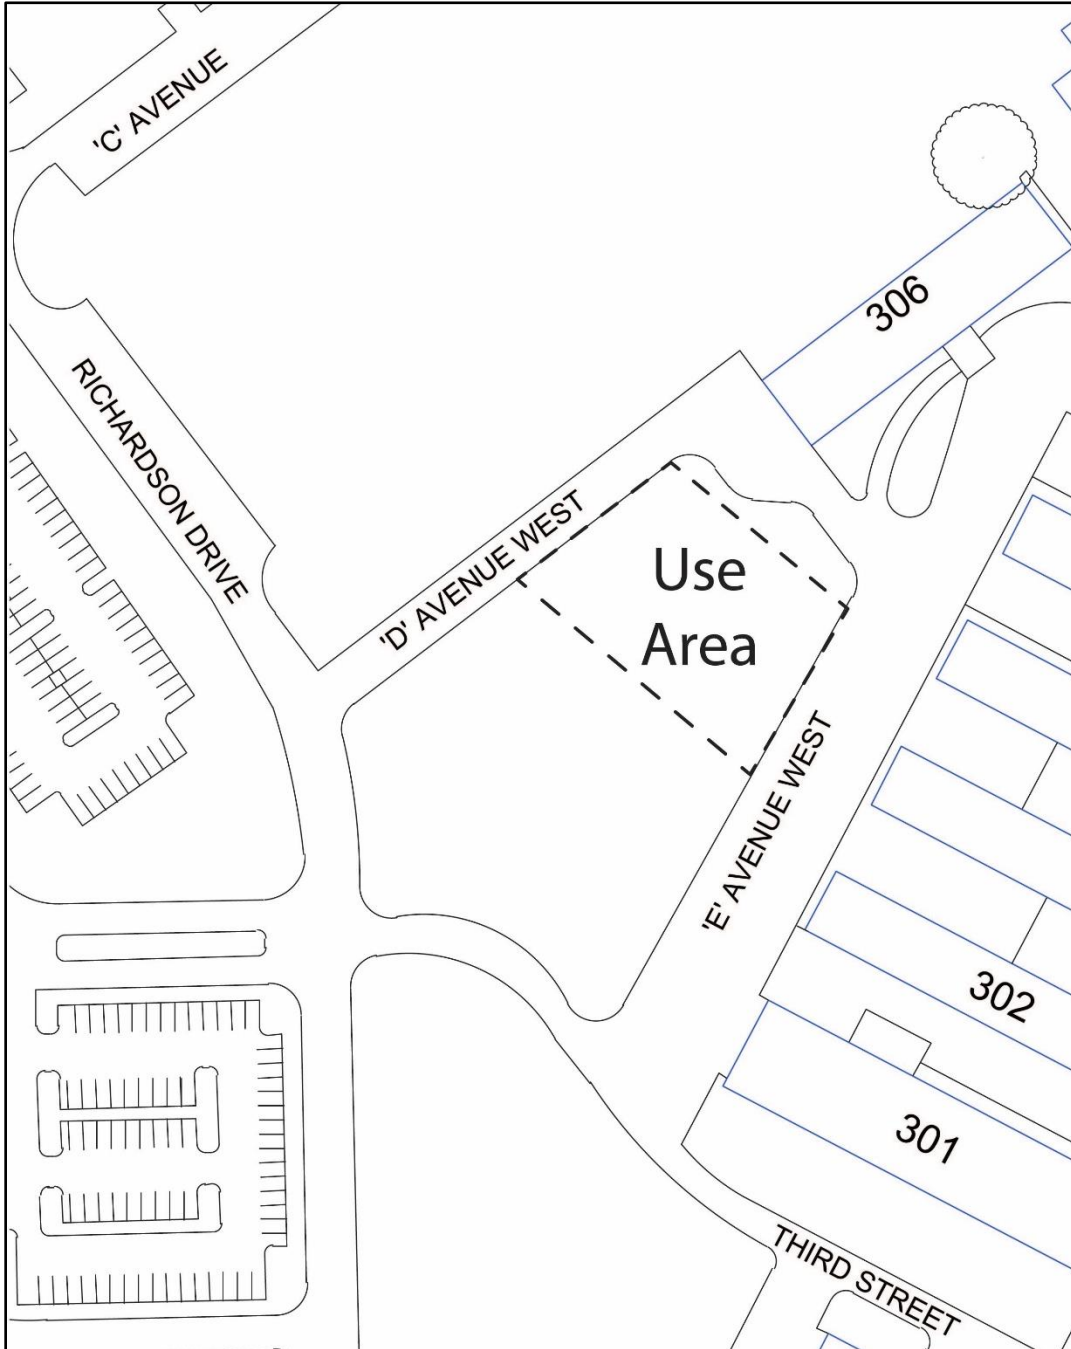 'C' AVENUE
306
RICHARDSON DRIVE
'D' AVENUE WEST
Use
Area
'E' AVENUE WEST
302
301
THIRD STREET